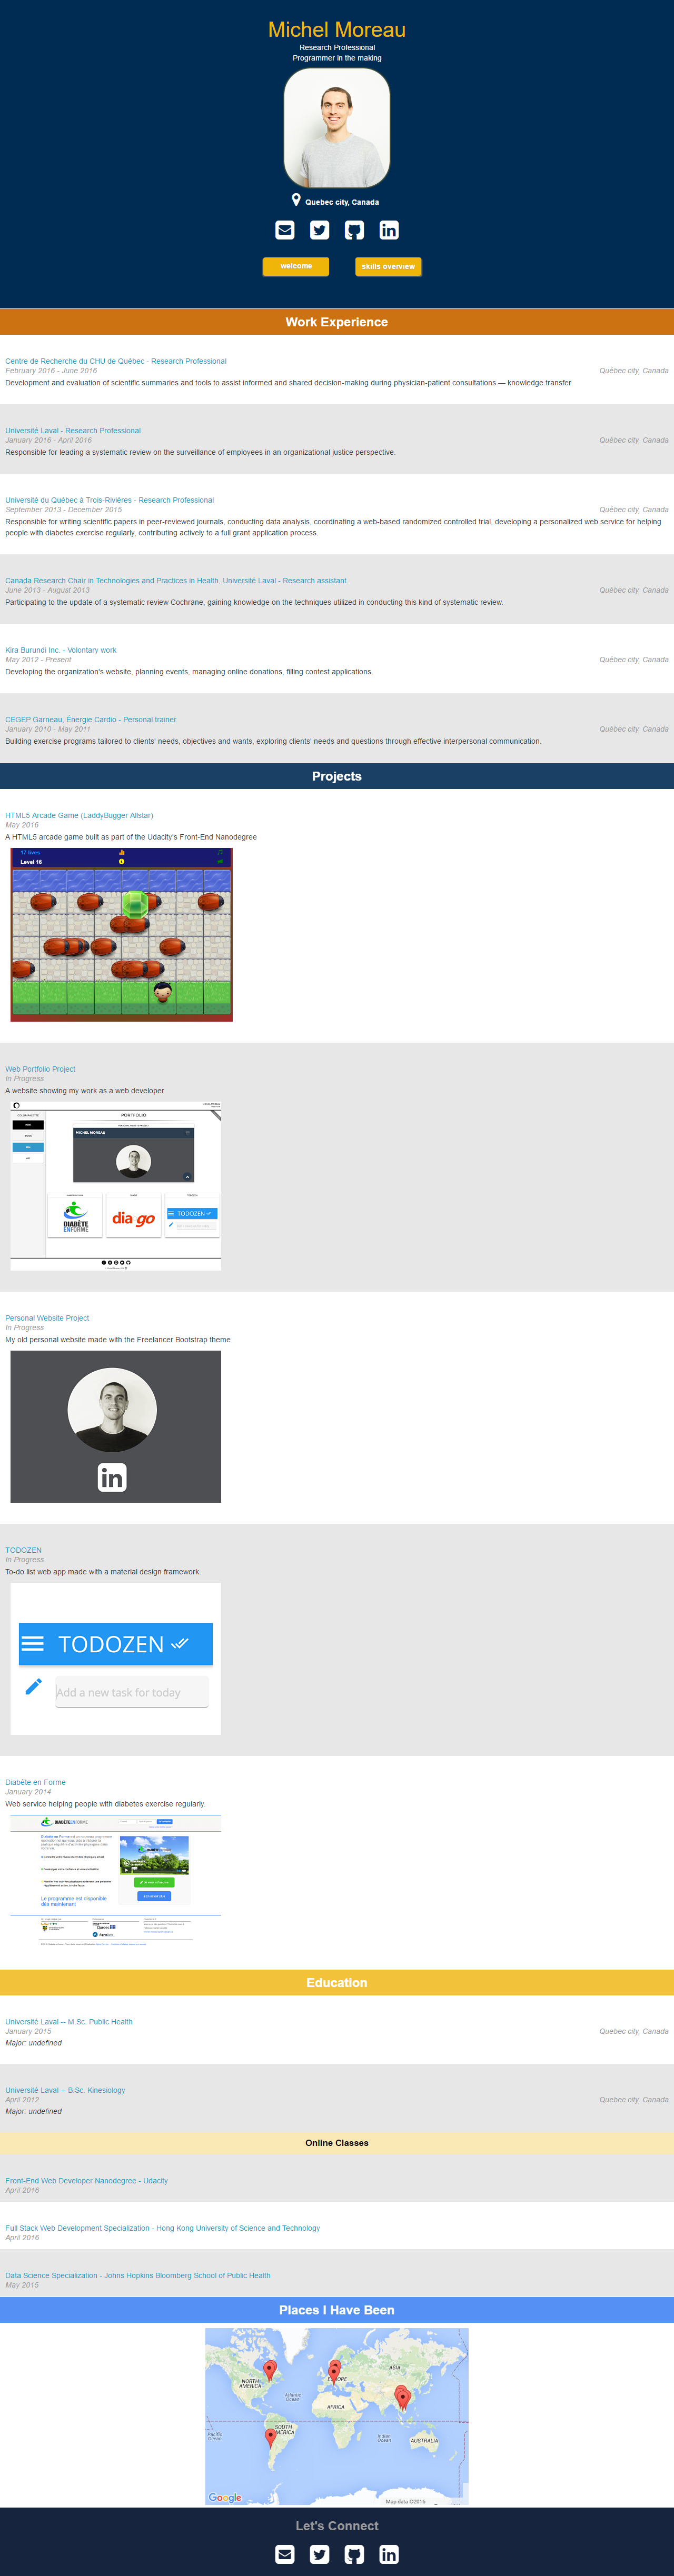 Michel Moreau
Research Professional
Programmer in the making
Quebec city, Canada
welcome
skills overview
Work Experience
Centre de Recherche du CHU de Québec - Research Professional
February 2016 - June 2016
Québec city, Canada
Development and evaluation of scientific summaries and tools to assist informed and shared decision-making during physician-patient consultations — knowledge transfer
Université Laval - Research Professional
January 2016 - April 2016
Québec city, Canada
Responsible for leading a systematic review on the surveillance of employees in an organizational justice perspective.
Université du Québec à Trois-Rivières - Research Professional
September 2013 - December 2015
Québec city, Canada
Responsible for writing scientific papers in peer-reviewed journals, conducting data analysis, coordinating a web-based randomized controlled trial, developing a personalized web service for helping
people with diabetes exercise regularly, contributing actively to a full grant application process.
Canada Research Chair in Technologies and Practices in Health, Université Laval - Research assistant
June 2013 - August 2013
Québec city, Canada
Participating to the update of a systematic review Cochrane, gaining knowledge on the techniques utilized in conducting this kind of systematic review.
Kira Burundi Inc. - Volontary work
May 2012 - Present
Québec city, Canada
Developing the organization's website, planning events, managing online donations, filling contest applications.
CEGEP Garneau, Énergie Cardio - Personal trainer
January 2010 - May 2011
Québec city, Canada
Building exercise programs tailored to clients' needs, objectives and wants, exploring clients' needs and questions through effective interpersonal communication.
Projects
HTML5 Arcade Game (LaddyBugger Allstar)
May 2016
A HTML5 arcade game built as part of the Udacity's Front-End Nanodegree
17 lives
Level 16
Web Portfolio Project
In Progress
A website showing my work as a web developer
PORTFOLIO
MICHEL MOREAU
DIABÈTE
ENFORME
dia go
TODOZEN
Personal Website Project
In Progress
My old personal website made with the Freelancer Bootstrap theme
in
TODOZEN
In Progress
To-do list web app made with a material design framework.
TODOZEN
Add a new task for today
Diabète en Forme
January 2014
Web service helping people with diabetes exercise regularly.
DIABÈTEENFORME
Le programme est disponible
dès maintenant
Education
Université Laval -- M.Sc. Public Health
January 2015
Quebec city, Canada
Major: undefined
Université Laval -- B.Sc. Kinesiology
April 2012
Quebec city, Canada
Major: undefined
Online Classes
Front-End Web Developer Nanodegree - Udacity
April 2016
Full Stack Web Development Specialization - Hong Kong University of Science and Technology
April 2016
Data Science Specialization - Johns Hopkins Bloomberg School of Public Health
May 2015
Places I Have Been
NORTH
AMERICA
ASIA
Atlantic
Ocean
AFRICA
Pacific
Ocean
SOUTH
AMERICA
Indian
Ocean
AUSTRALIA
Google
Map data ©2016
Let's Connect